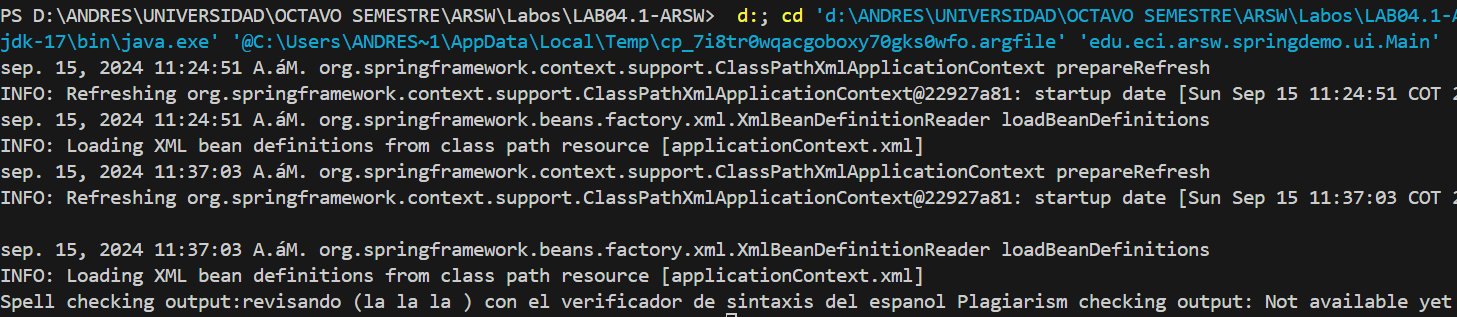 PS D:\ANDRES\UNIVERSIDAD\OCTAVO SEMESTRE\ARSW\Labos\LAB04.1-ARSW>  d:; cd 'd:\ANDRES\UNIVERSIDAD\OCTAVO SEMESTRE\ARSW\Labos\LAB04.1-A
jdk-17\bin\java.exe' '@C:\Users\ANDRES~1\AppData\Local\Temp\cp_7i8tr0wqacgoboxy70gks0wfo.argfile' 'edu.eci.arsw.springdemo.ui.Main'
sep. 15, 2024 11:24:51 A.áM. org.springframework.context.support.ClassPathXmlApplicationContext prepareRefresh
INFO: Refreshing org.springframework.context.support.ClassPathXmlApplicationContext@22927a81: startup date [Sun Sep 15 11:24:51 COT 2
sep. 15, 2024 11:24:51 A.áM. org.springframework.beans.factory.xml.XmlBeanDefinitionReader loadBeanDefinitions
INFO: Loading XML bean definitions from class path resource [applicationContext.xml]
sep. 15, 2024 11:37:03 A.áM. org.springframework.context.support.ClassPathXmlApplicationContext prepareRefresh
INFO: Refreshing org.springframework.context.support.ClassPathXmlApplicationContext@22927a81: startup date [Sun Sep 15 11:37:03 COT 2
sep. 15, 2024 11:37:03 A.áM. org.springframework.beans.factory.xml.XmlBeanDefinitionReader loadBeanDefinitions
INFO: Loading XML bean definitions from class path resource [applicationContext.xml]
Spell checking output:revisando (la la la ) con el verificador de sintaxis del espanol Plagiarism checking output: Not available yet